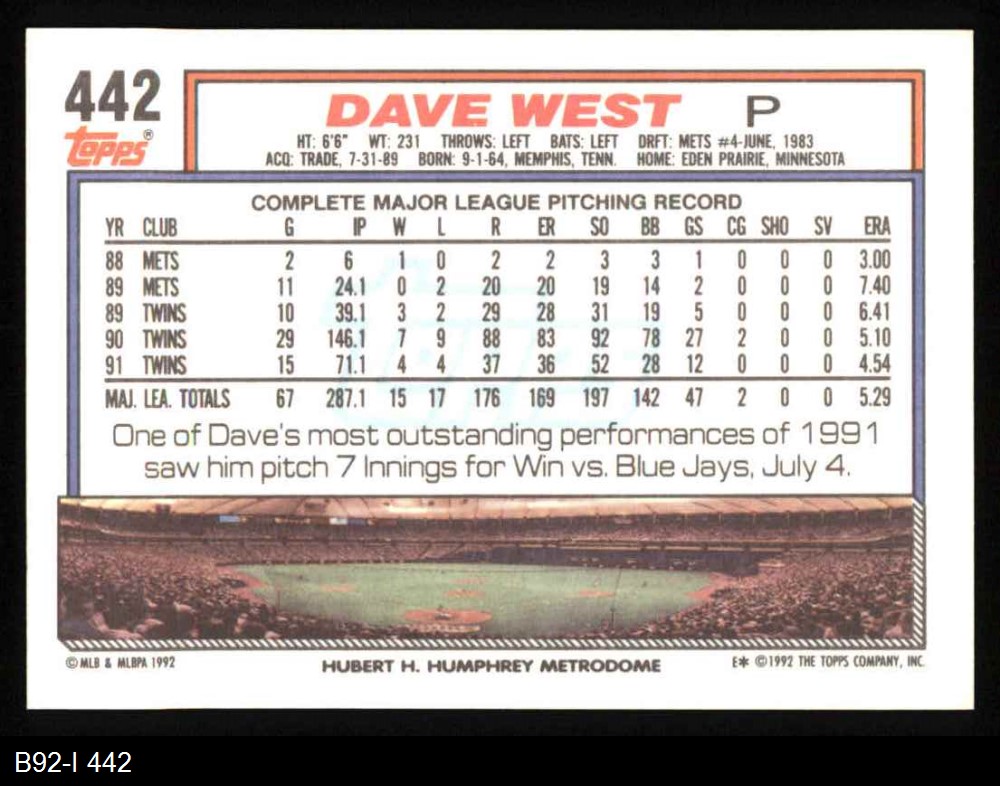 442
Topps®
DAVE WEST P
HT: 6'6" WT: 231 THROWS: LEFT BATS: LEFT DRFT: METS #4-JUNE, 1983
ACQ: TRADE, 7-31-89 BORN: 9-1-64, MEMPHIS, TENN. HOME: EDEN PRAIRIE, MINNESOTA
COMPLETE MAJOR LEAGUE PITCHING RECORD
YR CLUB G IP W L R ER SO BB GS CG SHO SV ERA
88 METS 2 6 1 0 2 2 3 3 1 0 0 0 3.00
89 METS 11 24.1 0 2 20 20 19 14 2 0 0 0 7.40
89 TWINS 10 39.1 3 2 29 28 31 19 5 0 0 0 6.41
90 TWINS 29 146.1 7 9 88 83 92 78 27 2 0 0 5.10
91 TWINS 15 71.1 4 4 37 36 52 28 12 0 0 0 4.54
MAJ. LEA. TOTALS 67 287.1 15 17 176 169 197 142 47 2 0 0 5.29
One of Dave's most outstanding performances of 1991
saw him pitch 7 Innings for Win vs. Blue Jays, July 4.
© MLB & MLBPA 1992 HUBERT H. HUMPHREY METRODOME E* ©1992 THE TOPPS COMPANY, INC.
B92-I 442